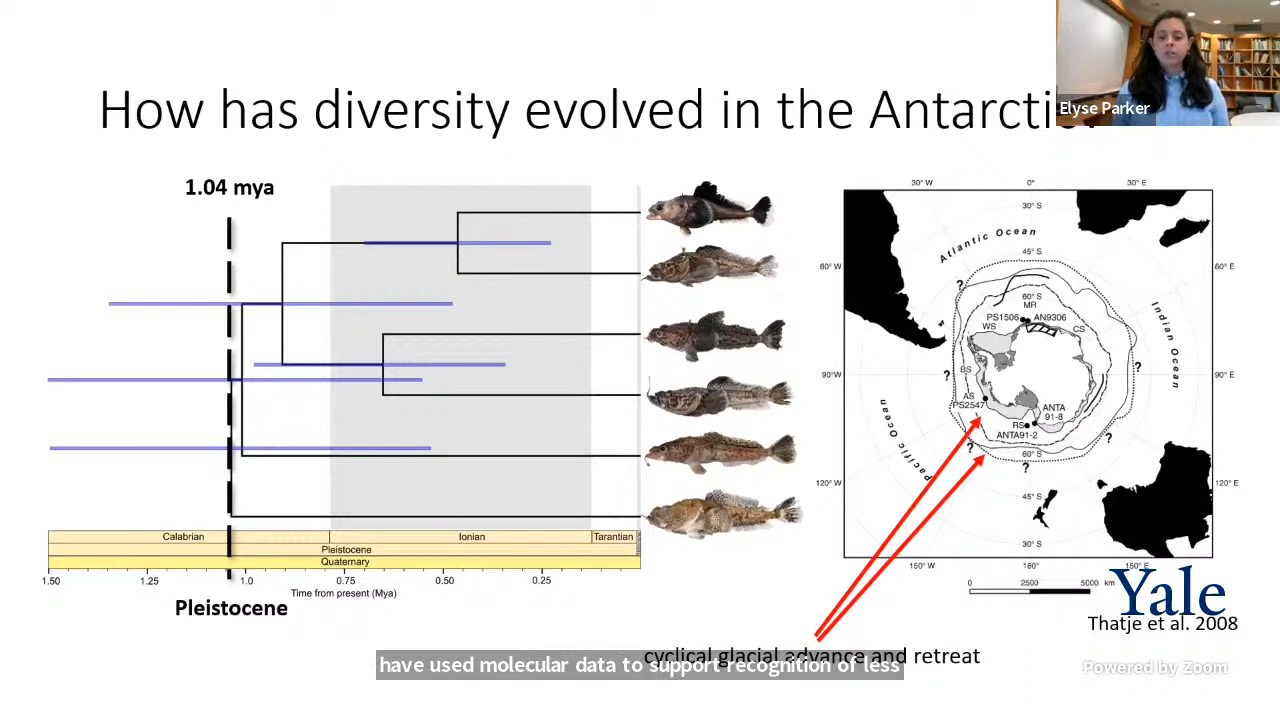 How has diversity evolved in the Antarctic
Elyse Parker
1.04 mya
Calabrian
Ionian
Tarantian
Pleistocene
Quaternary
1.50
1.25
1.0
0.75
0.50
0.25
Time from present (Mya)
Pleistocene
30° W
0°
30° E
30° S
Atlantic Ocean
45° S
60° W
60° E
?
60° S
MR
PS1506
AN9306
WS
CS
Indian Ocean
90°W
?
BS
?
90° E
AS
PS2547
ANTA
91-8
RS
ANTA91-2
Pacific Ocean
?
?
60° S
?
120° W
120° E
45° S
30° S
150° W
180°
150° E
0
2500
5000
km
Yale
Thatje et al. 2008
cyclical glacial advance and retreat
have used molecular data to support recognition of less
Powered by Zoom